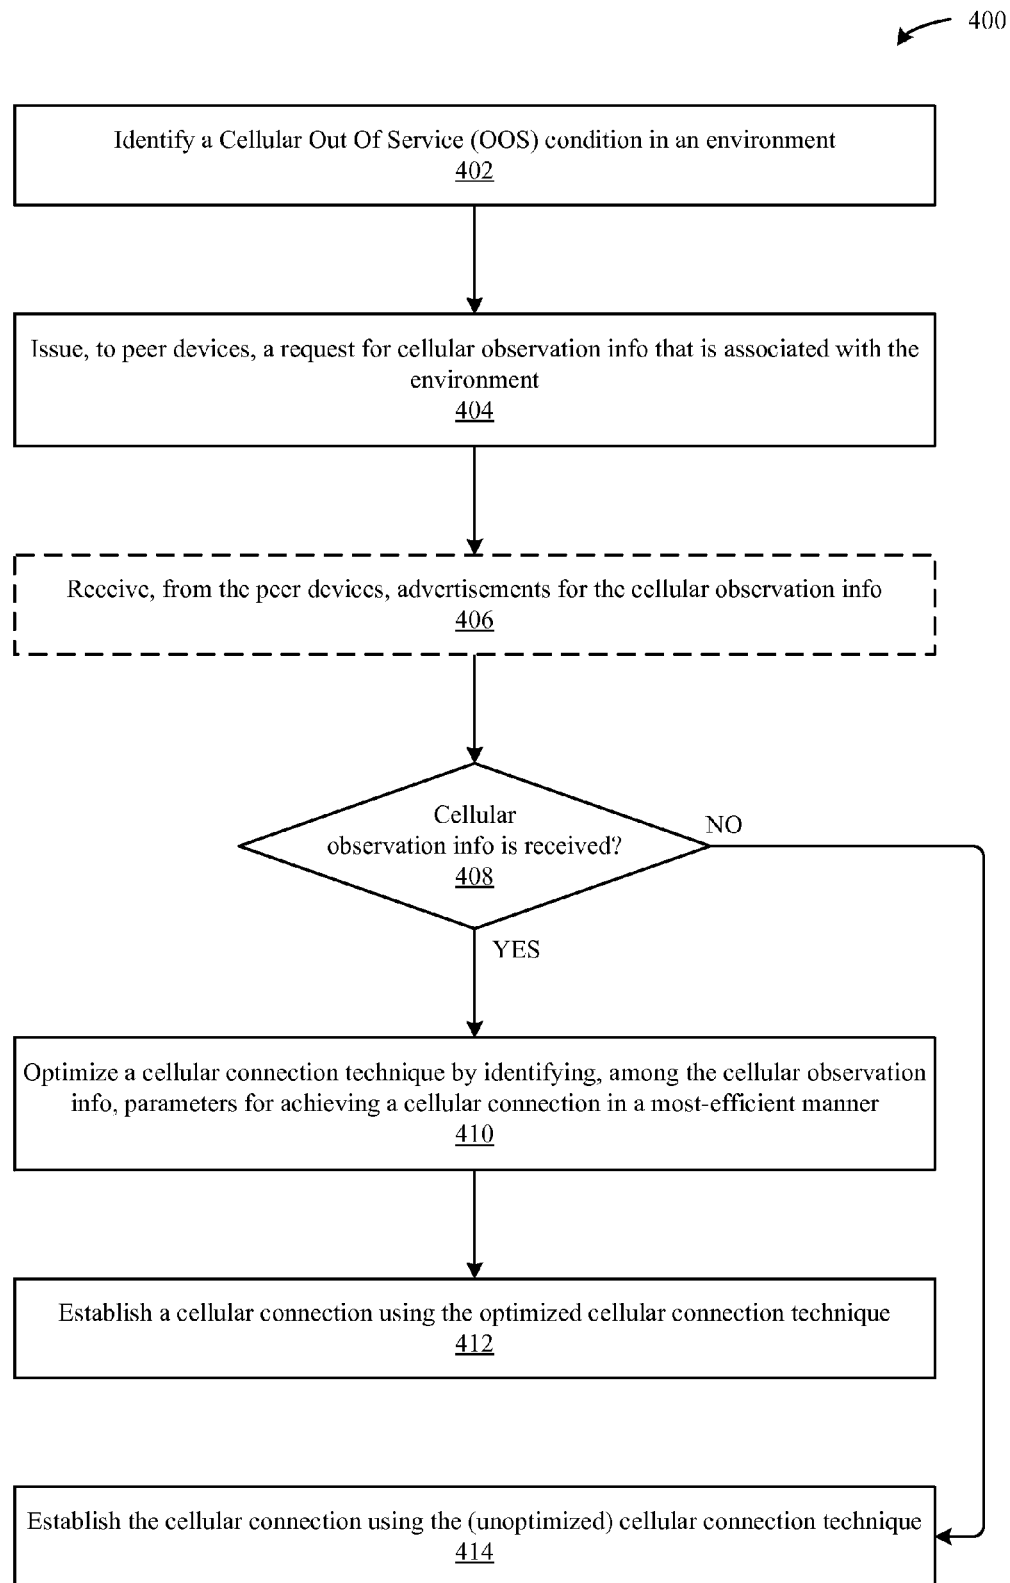 400
Identify a Cellular Out Of Service (OOS) condition in an environment
402
Issue, to peer devices, a request for cellular observation info that is associated with the
environment
404
Receive, from the peer devices, advertisements for the cellular observation info
406
Cellular
observation info is received?
408
NO
YES
Optimize a cellular connection technique by identifying, among the cellular observation
info, parameters for achieving a cellular connection in a most-efficient manner
410
Establish a cellular connection using the optimized cellular connection technique
412
Establish the cellular connection using the (unoptimized) cellular connection technique
414